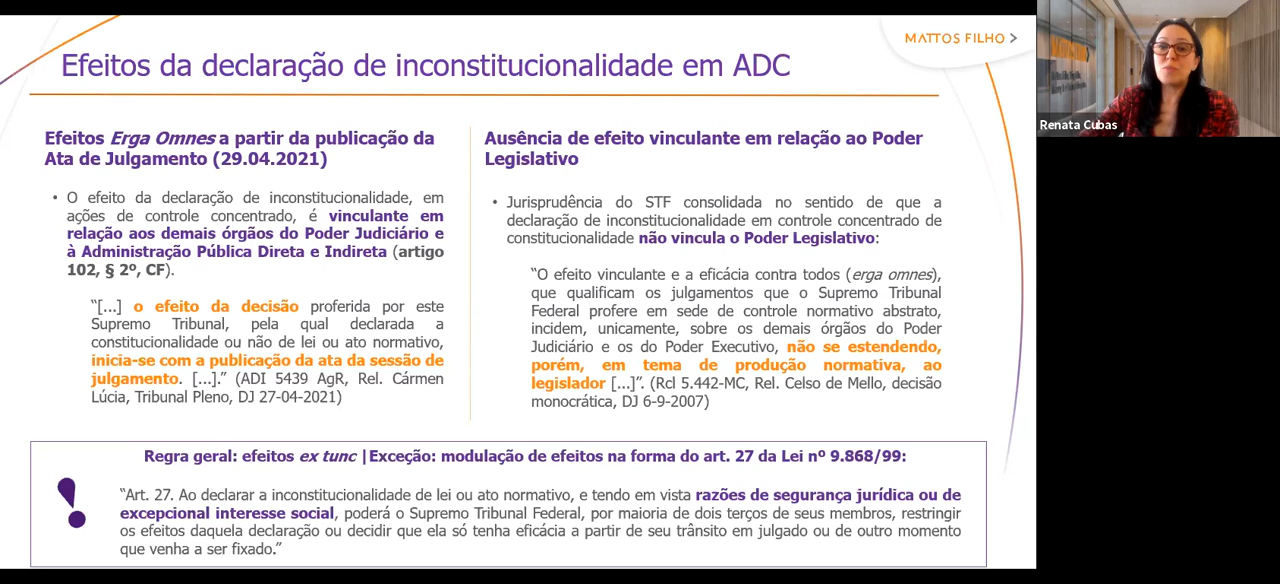 MATTOS FILHO >
Efeitos da declaração de inconstitucionalidade em ADC
Efeitos Erga Omnes a partir da publicação da
Ata de Julgamento (29.04.2021)
• O efeito da declaração de inconstitucionalidade, em
ações de controle concentrado, é vinculante em
relação aos demais órgãos do Poder Judiciário e
à Administração Pública Direta e Indireta (artigo
102, § 2º, CF).
“[...] o efeito da decisão proferida por este
Supremo Tribunal, pela qual declarada a
constitucionalidade ou não de lei ou ato normativo,
inicia-se com a publicação da ata da sessão de
julgamento. [...].” (ADI 5439 AgR, Rel. Cármen
Lúcia, Tribunal Pleno, DJ 27-04-2021)
Ausência de efeito vinculante em relação ao Poder
Legislativo
• Jurisprudência do STF consolidada no sentido de que a
declaração de inconstitucionalidade em controle concentrado de
constitucionalidade não vincula o Poder Legislativo:
“O efeito vinculante e a eficácia contra todos (erga omnes),
que qualificam os julgamentos que o Supremo Tribunal
Federal profere em sede de controle normativo abstrato,
incidem, unicamente, sobre os demais órgãos do Poder
Judiciário e os do Poder Executivo, não se estendendo,
porém, em tema de produção normativa, ao
legislador [...]”. (Rcl 5.442-MC, Rel. Celso de Mello, decisão
monocrática, DJ 6-9-2007)
Regra geral: efeitos ex tunc | Exceção: modulação de efeitos na forma do art. 27 da Lei nº 9.868/99:
“Art. 27. Ao declarar a inconstitucionalidade de lei ou ato normativo, e tendo em vista razões de segurança jurídica ou de
excepcional interesse social, poderá o Supremo Tribunal Federal, por maioria de dois terços de seus membros, restringir
os efeitos daquela declaração ou decidir que ela só tenha eficácia a partir de seu trânsito em julgado ou de outro momento
que venha a ser fixado.”
Renata Cubas